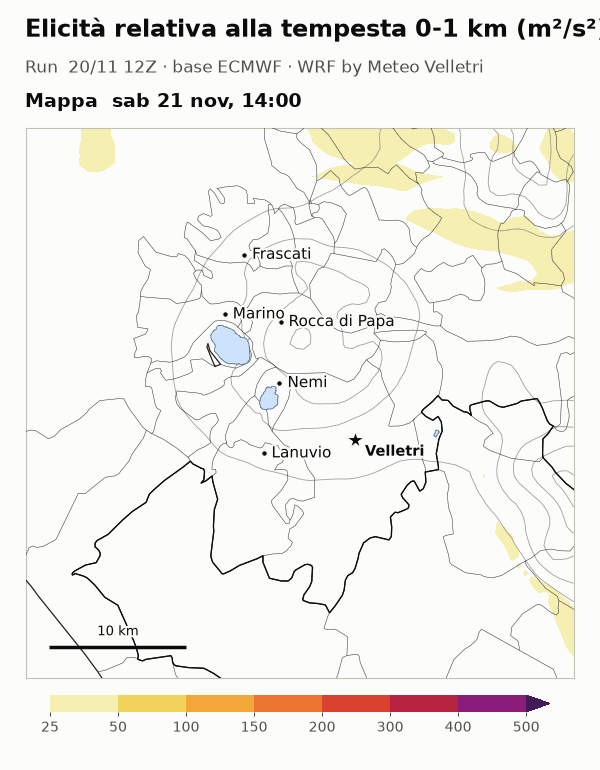 Elicità relativa alla tempesta 0-1 km (m²/s²)
Run 20/11 12Z · base ECMWF · WRF by Meteo Velletri
Mappa sab 21 nov, 14:00
Frascati
Marino
Rocca di Papa
Nemi
Velletri
Lanuvio
10 km
25 50 100 150 200 300 400 500